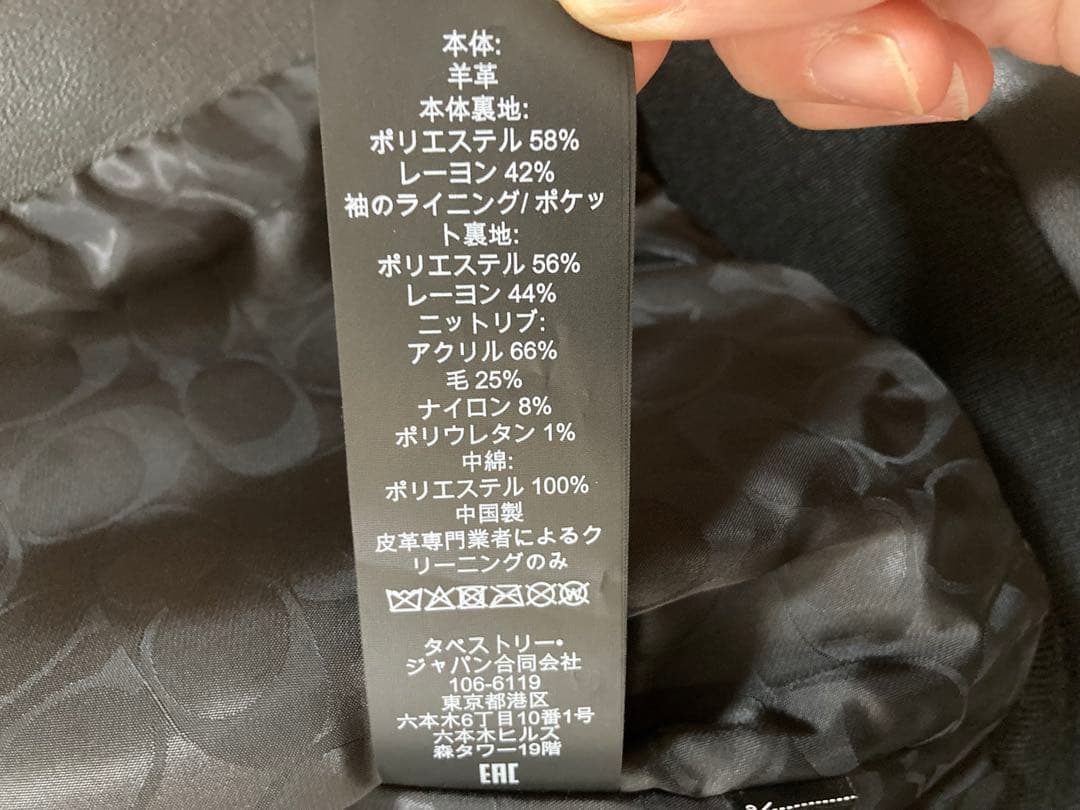 本体:
羊革
本体裏地:
ポリエステル 58%
レーヨン 42%
袖のライニング/ ポケッ
ト裏地:
ポリエステル 56%
レーヨン 44%
ニットリブ:
アクリル 66%
毛 25%
ナイロン 8%
ポリウレタン 1%
中綿:
ポリエステル 100%
中国製
皮革専門業者によるク
リーニングのみ
タペストリー•
ジャパン合同会社
106-6119
東京都港区
六本木6丁目10番1号
六本木ヒルズ
森タワー19階
EAC